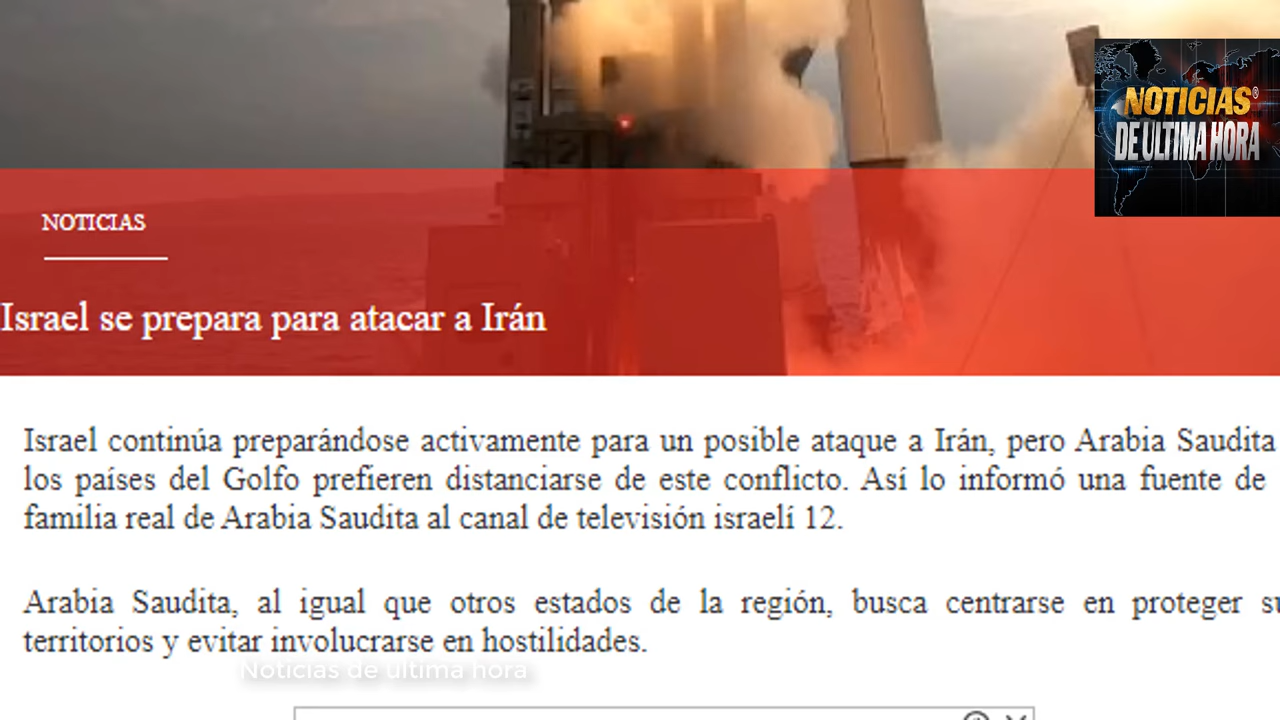 NOTICIAS®
DE ULTIMA HORA
NOTICIAS
Israel se prepara para atacar a Irán
Israel continúa preparándose activamente para un posible ataque a Irán, pero Arabia Saudita
los países del Golfo prefieren distanciarse de este conflicto. Así lo informó una fuente de
familia real de Arabia Saudita al canal de televisión israelí 12.
Arabia Saudita, al igual que otros estados de la región, busca centrarse en proteger su
territorios y evitar involucrarse en hostilidades.
Noticias de ultima hora